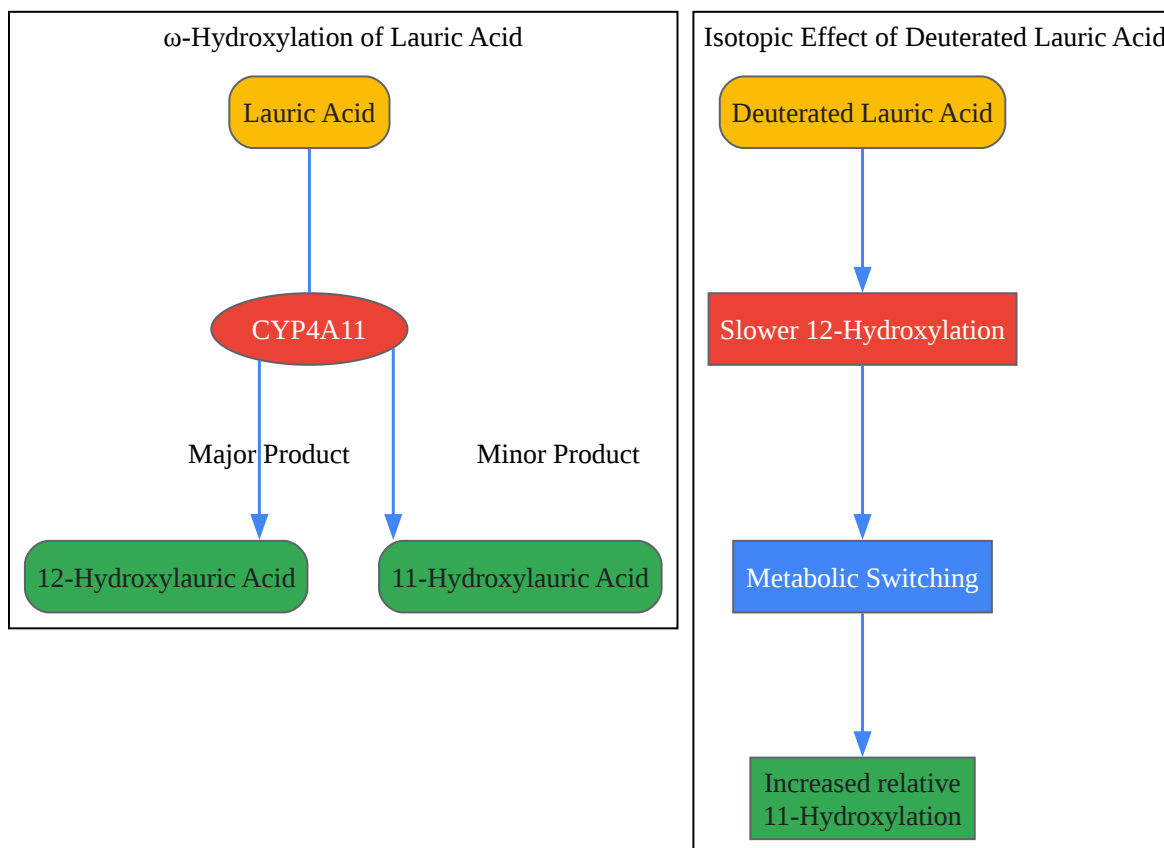 ω-Hydroxylation of Lauric Acid
Lauric Acid
CYP4A11
Major Product
Minor Product
12-Hydroxylauric Acid
11-Hydroxylauric Acid
Isotopic Effect of Deuterated Lauric Acid
Deuterated Lauric Acid
Slower 12-Hydroxylation
Metabolic Switching
Increased relative
11-Hydroxylation